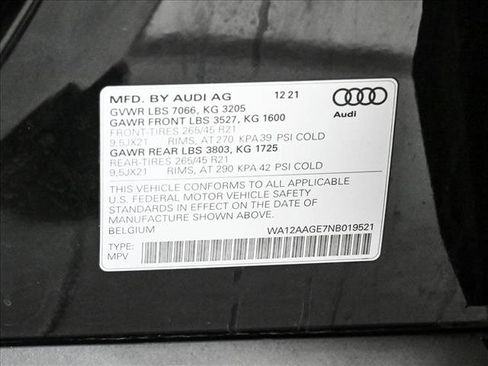 MFD. BY AUDI AG 12 21
GVWR LBS 7066, KG 3205
GAWR FRONT LBS 3527, KG 1600
FRONT-TIRES 265/45 R21
9,5JX21 RIMS, AT 270 KPA 39 PSI COLD
GAWR REAR LBS 3803, KG 1725
REAR-TIRES 265/45 R21
9,5JX21 RIMS, AT 290 KPA 42 PSI COLD
THIS VEHICLE CONFORMS TO ALL APPLICABLE
U.S. FEDERAL MOTOR VEHICLE SAFETY
STANDARDS IN EFFECT ON THE DATE OF
MANUFACTURE SHOWN ABOVE.
BELGIUM WA12AAGE7NB019521
TYPE:
MPV
Audi